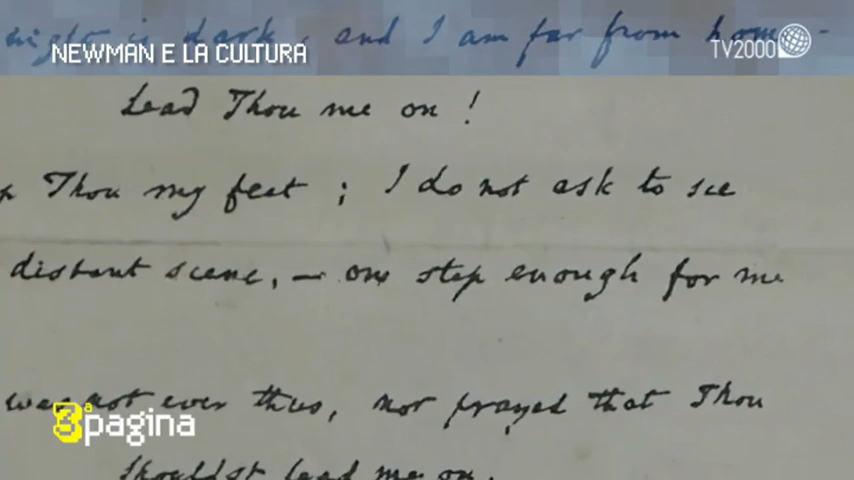 night is dark, and I am far from home -
NEWMAN E LA CULTURA
TV2000
Lead Thou me on!
p Thou my feet; I do not ask to see
distant scene, — one step enough for me
was not ever thus, nor prayed that Thou
3ª pagina
Shouldst lead me on.